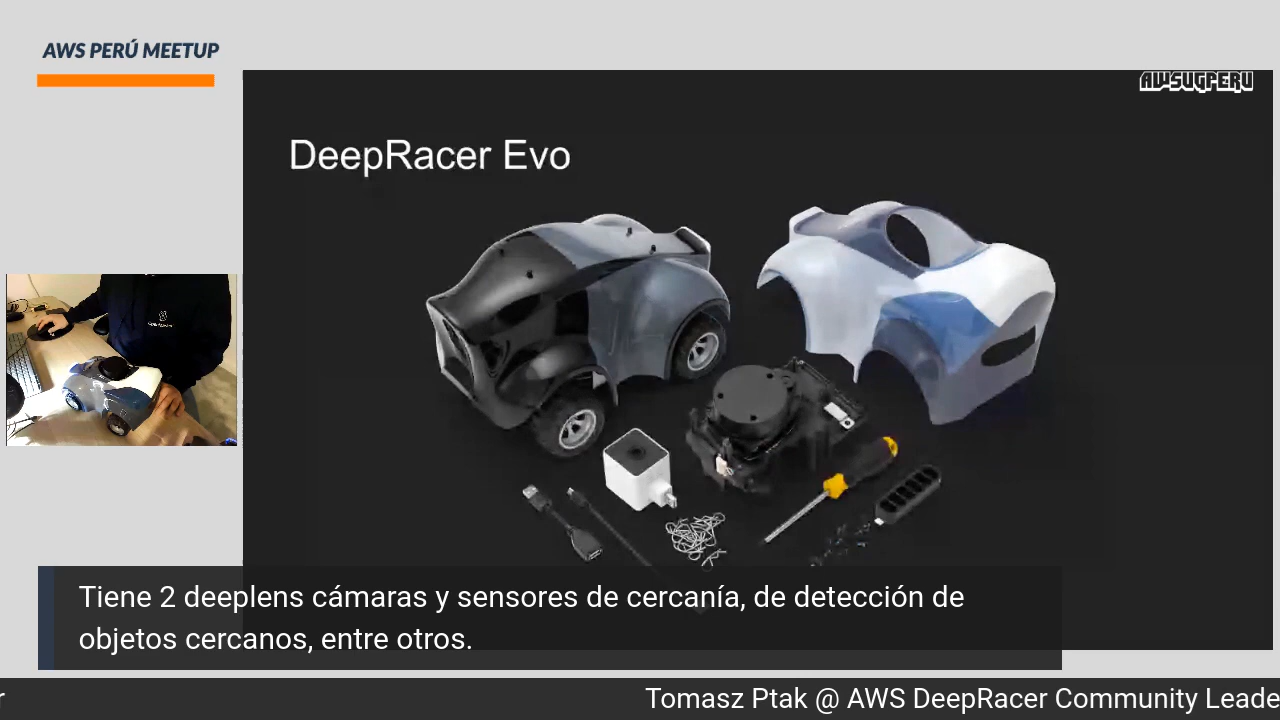 AWS PERÚ MEETUP
AWSUGPERU
DeepRacer Evo
Tiene 2 deeplens cámaras y sensores de cercanía, de detección de
objetos cercanos, entre otros.
r Tomasz Ptak @ AWS DeepRacer Community Leade